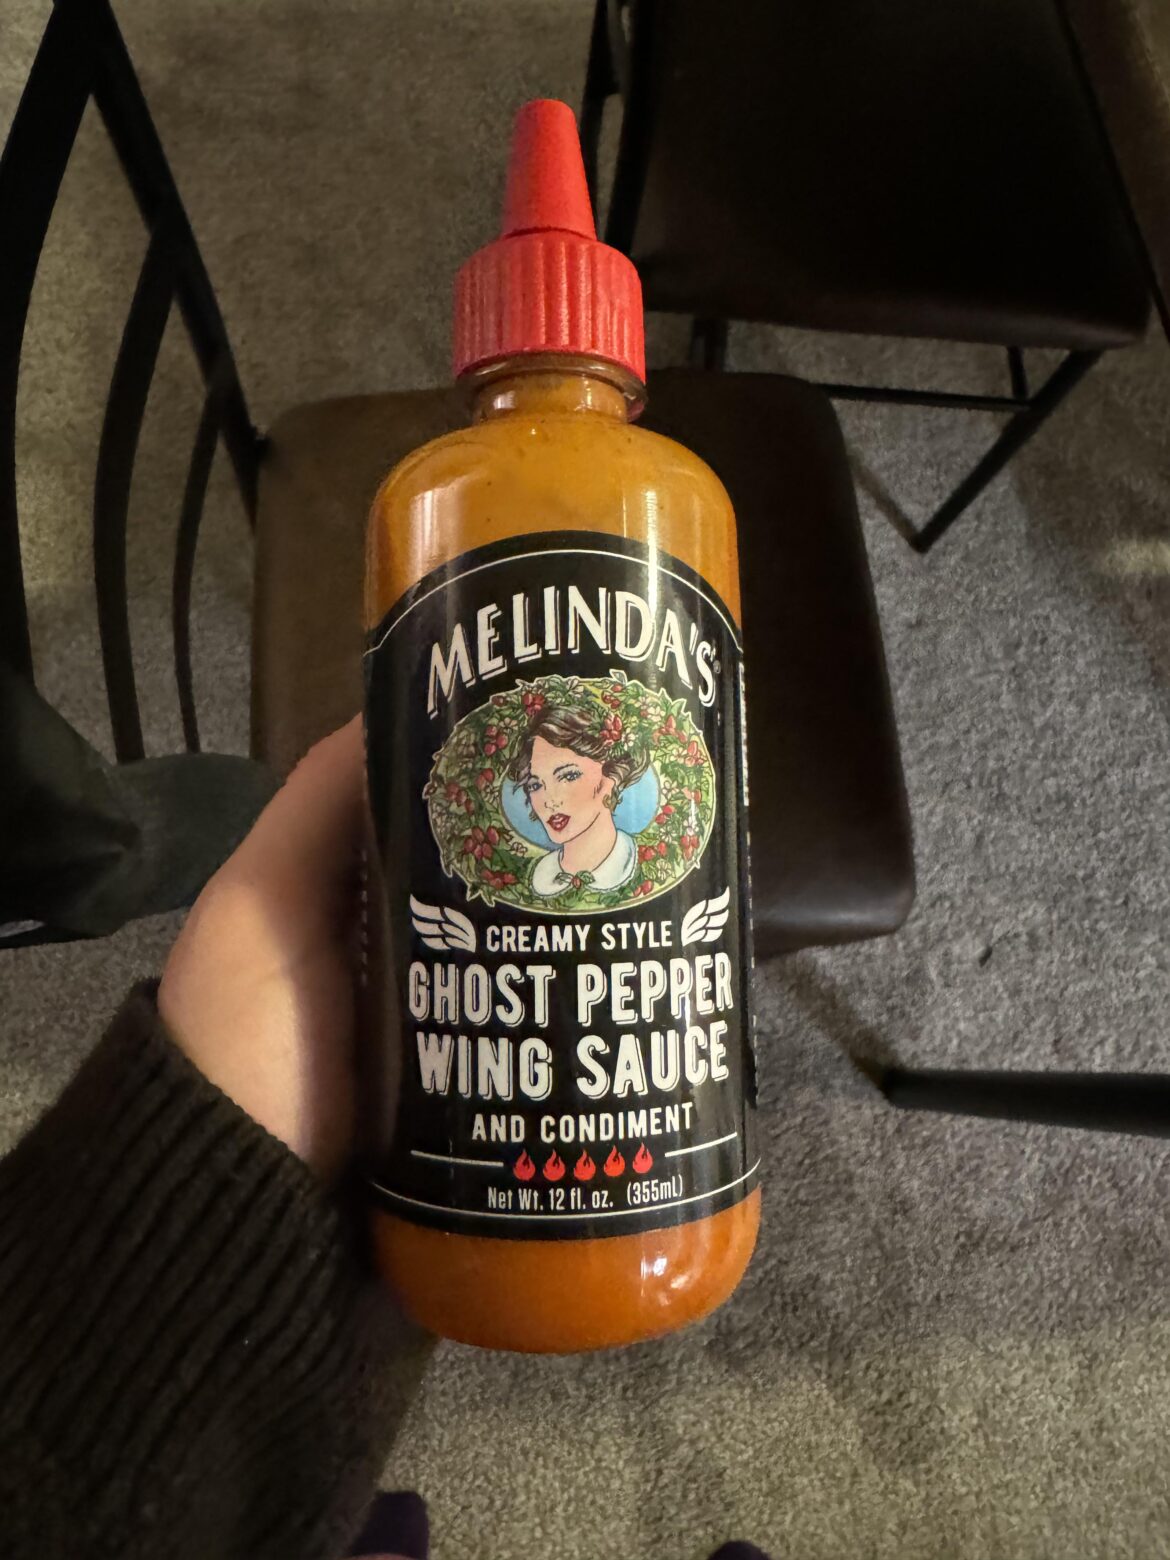 MELINDA'S
CREAMY STYLE
GHOST PEPPER
WING SAUCE
AND CONDIMENT
Net Wt. 12 fl. oz. (355mL)